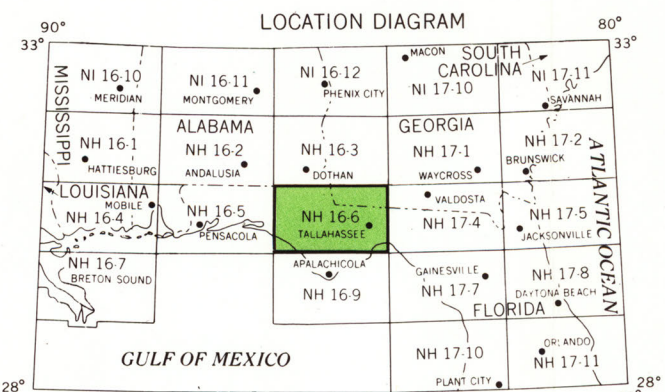 LOCATION DIAGRAM
90°
80°
33°
33°
MISSISSIPPI
NI 16-10
MERIDIAN
NI 16-11
MONTGOMERY
NI 16-12
PHENIX CITY
MACON
SOUTH
CAROLINA
NI 17-10
NI 17-11
SAVANNAH
ALABAMA
GEORGIA
NH 16-1
HATTIESBURG
NH 16-2
ANDALUSIA
NH 16-3
DOTHAN
NH 17-1
WAYCROSS
NH 17-2
BRUNSWICK
ATLANTIC OCEAN
LOUISIANA
MOBILE
NH 16-4
NH 16-5
PENSACOLA
NH 16-6
TALLAHASSEE
VALDOSTA
NH 17-4
NH 17-5
JACKSONVILLE
NH 16-7
BRETON SOUND
APALACHICOLA
NH 16-9
GAINESVILLE
NH 17-7
NH 17-8
DAYTONA BEACH
FLORIDA
GULF OF MEXICO
NH 17-10
PLANT CITY
ORLANDO
NH 17-11
28°
28°